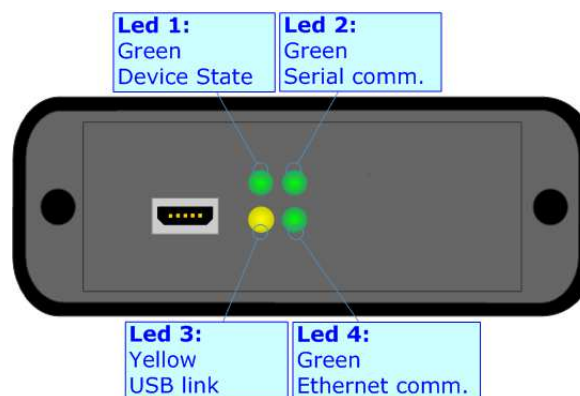 Led 1:
Green
Device State
Led 2:
Green
Serial comm.
Led 3:
Yellow
USB link
Led 4:
Green
Ethernet comm.